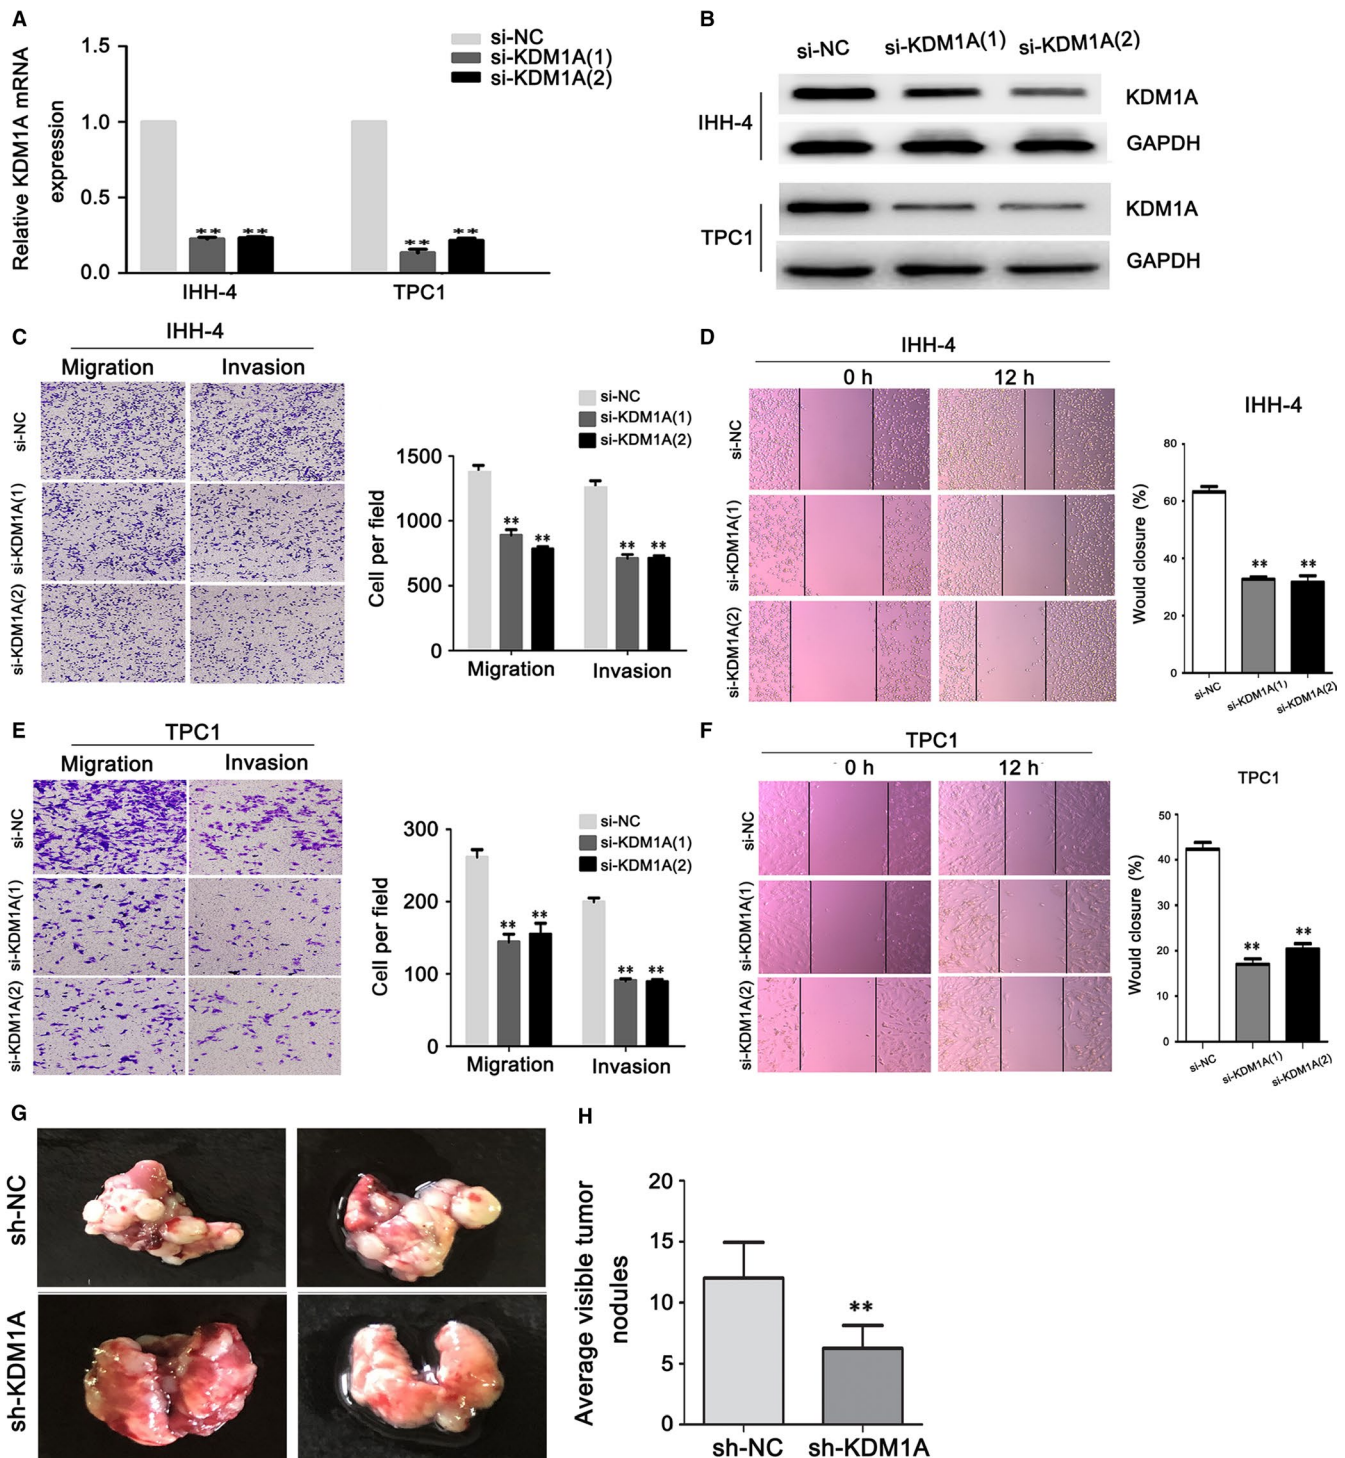 A
Relative KDM1A mRNA
expression
1.5
1.0
0.5
0.0
si-NC
si-KDM1A(1)
si-KDM1A(2)
** **
** **
IHH-4
TPC1
B
si-NC si-KDM1A(1) si-KDM1A(2)
IHH-4
KDM1A
GAPDH
TPC1
KDM1A
GAPDH
C
IHH-4
Migration Invasion
si-NC
si-KDM1A(1)
si-KDM1A(2)
si-NC
si-KDM1A(1)
si-KDM1A(2)
Cell per field
1500
1000
500
0
** **
** **
Migration
Invasion
D
IHH-4
0 h 12 h
si-NC
si-KDM1A(1)
si-KDM1A(2)
IHH-4
Would closure (%)
80
60
40
20
0
** **
si-NC si-KDM1A(1) si-KDM1A(2)
E
TPC1
Migration Invasion
si-NC
si-KDM1A(1)
si-KDM1A(2)
si-NC
si-KDM1A(1)
si-KDM1A(2)
Cell per field
300
200
100
0
** **
** **
Migration
Invasion
F
TPC1
0 h 12 h
si-NC
si-KDM1A(1)
si-KDM1A(2)
TPC1
Would closure (%)
50
40
30
20
10
0
** **
si-NC si-KDM1A(1) si-KDM1A(2)
G
sh-NC
sh-KDM1A
H
Average visible tumor
nodules
20
15
10
5
0
**
sh-NC sh-KDM1A